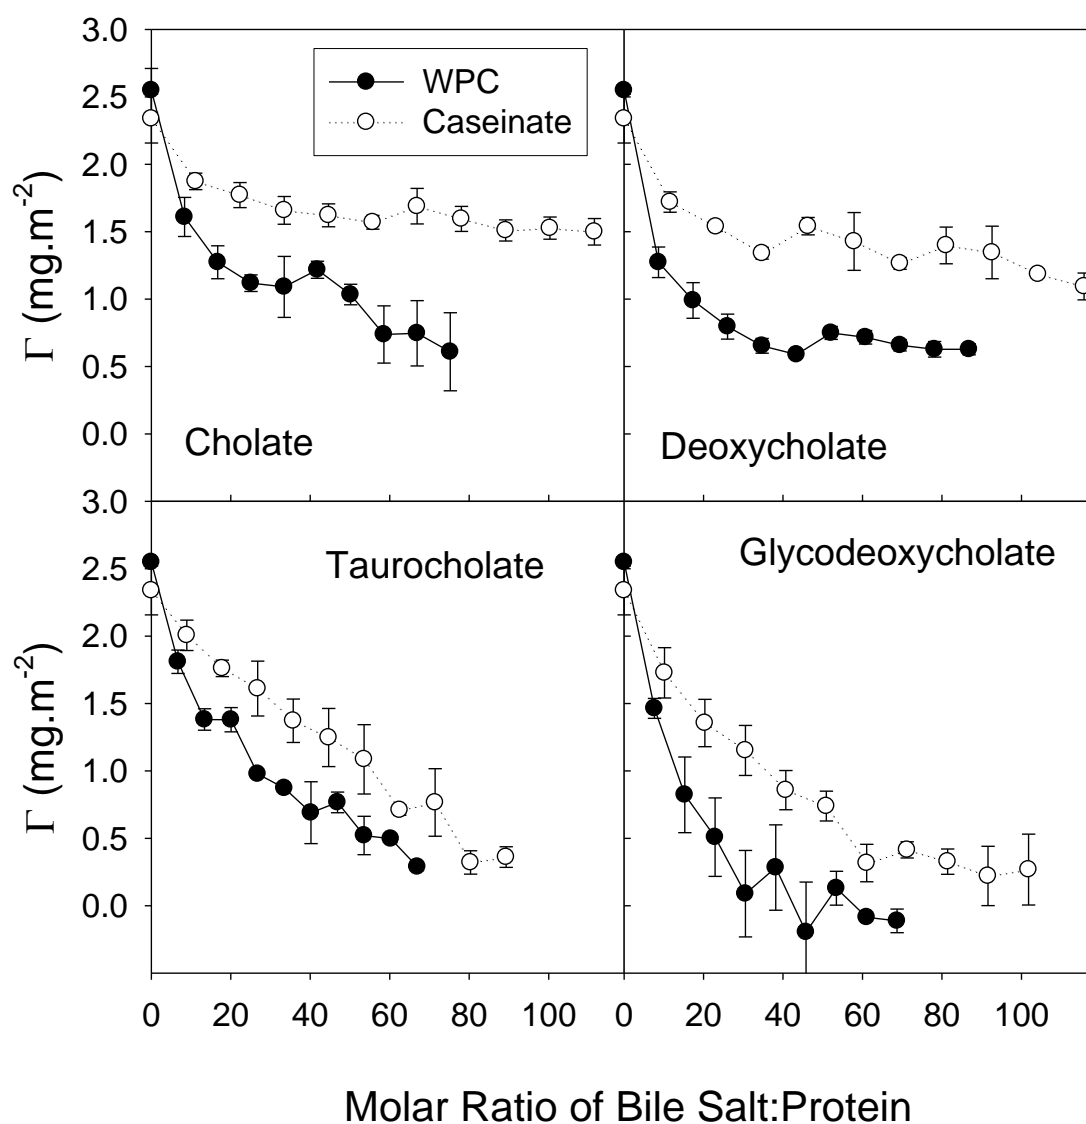 3.0
2.5
2.0
1.5
1.0
0.5
0.0
Γ (mg.m-2)
WPC
Caseinate
Cholate
Deoxycholate
3.0
2.5
2.0
1.5
1.0
0.5
0.0
Γ (mg.m-2)
Taurocholate
Glycodeoxycholate
0 20 40 60 80 100
0 20 40 60 80 100
Molar Ratio of Bile Salt:Protein